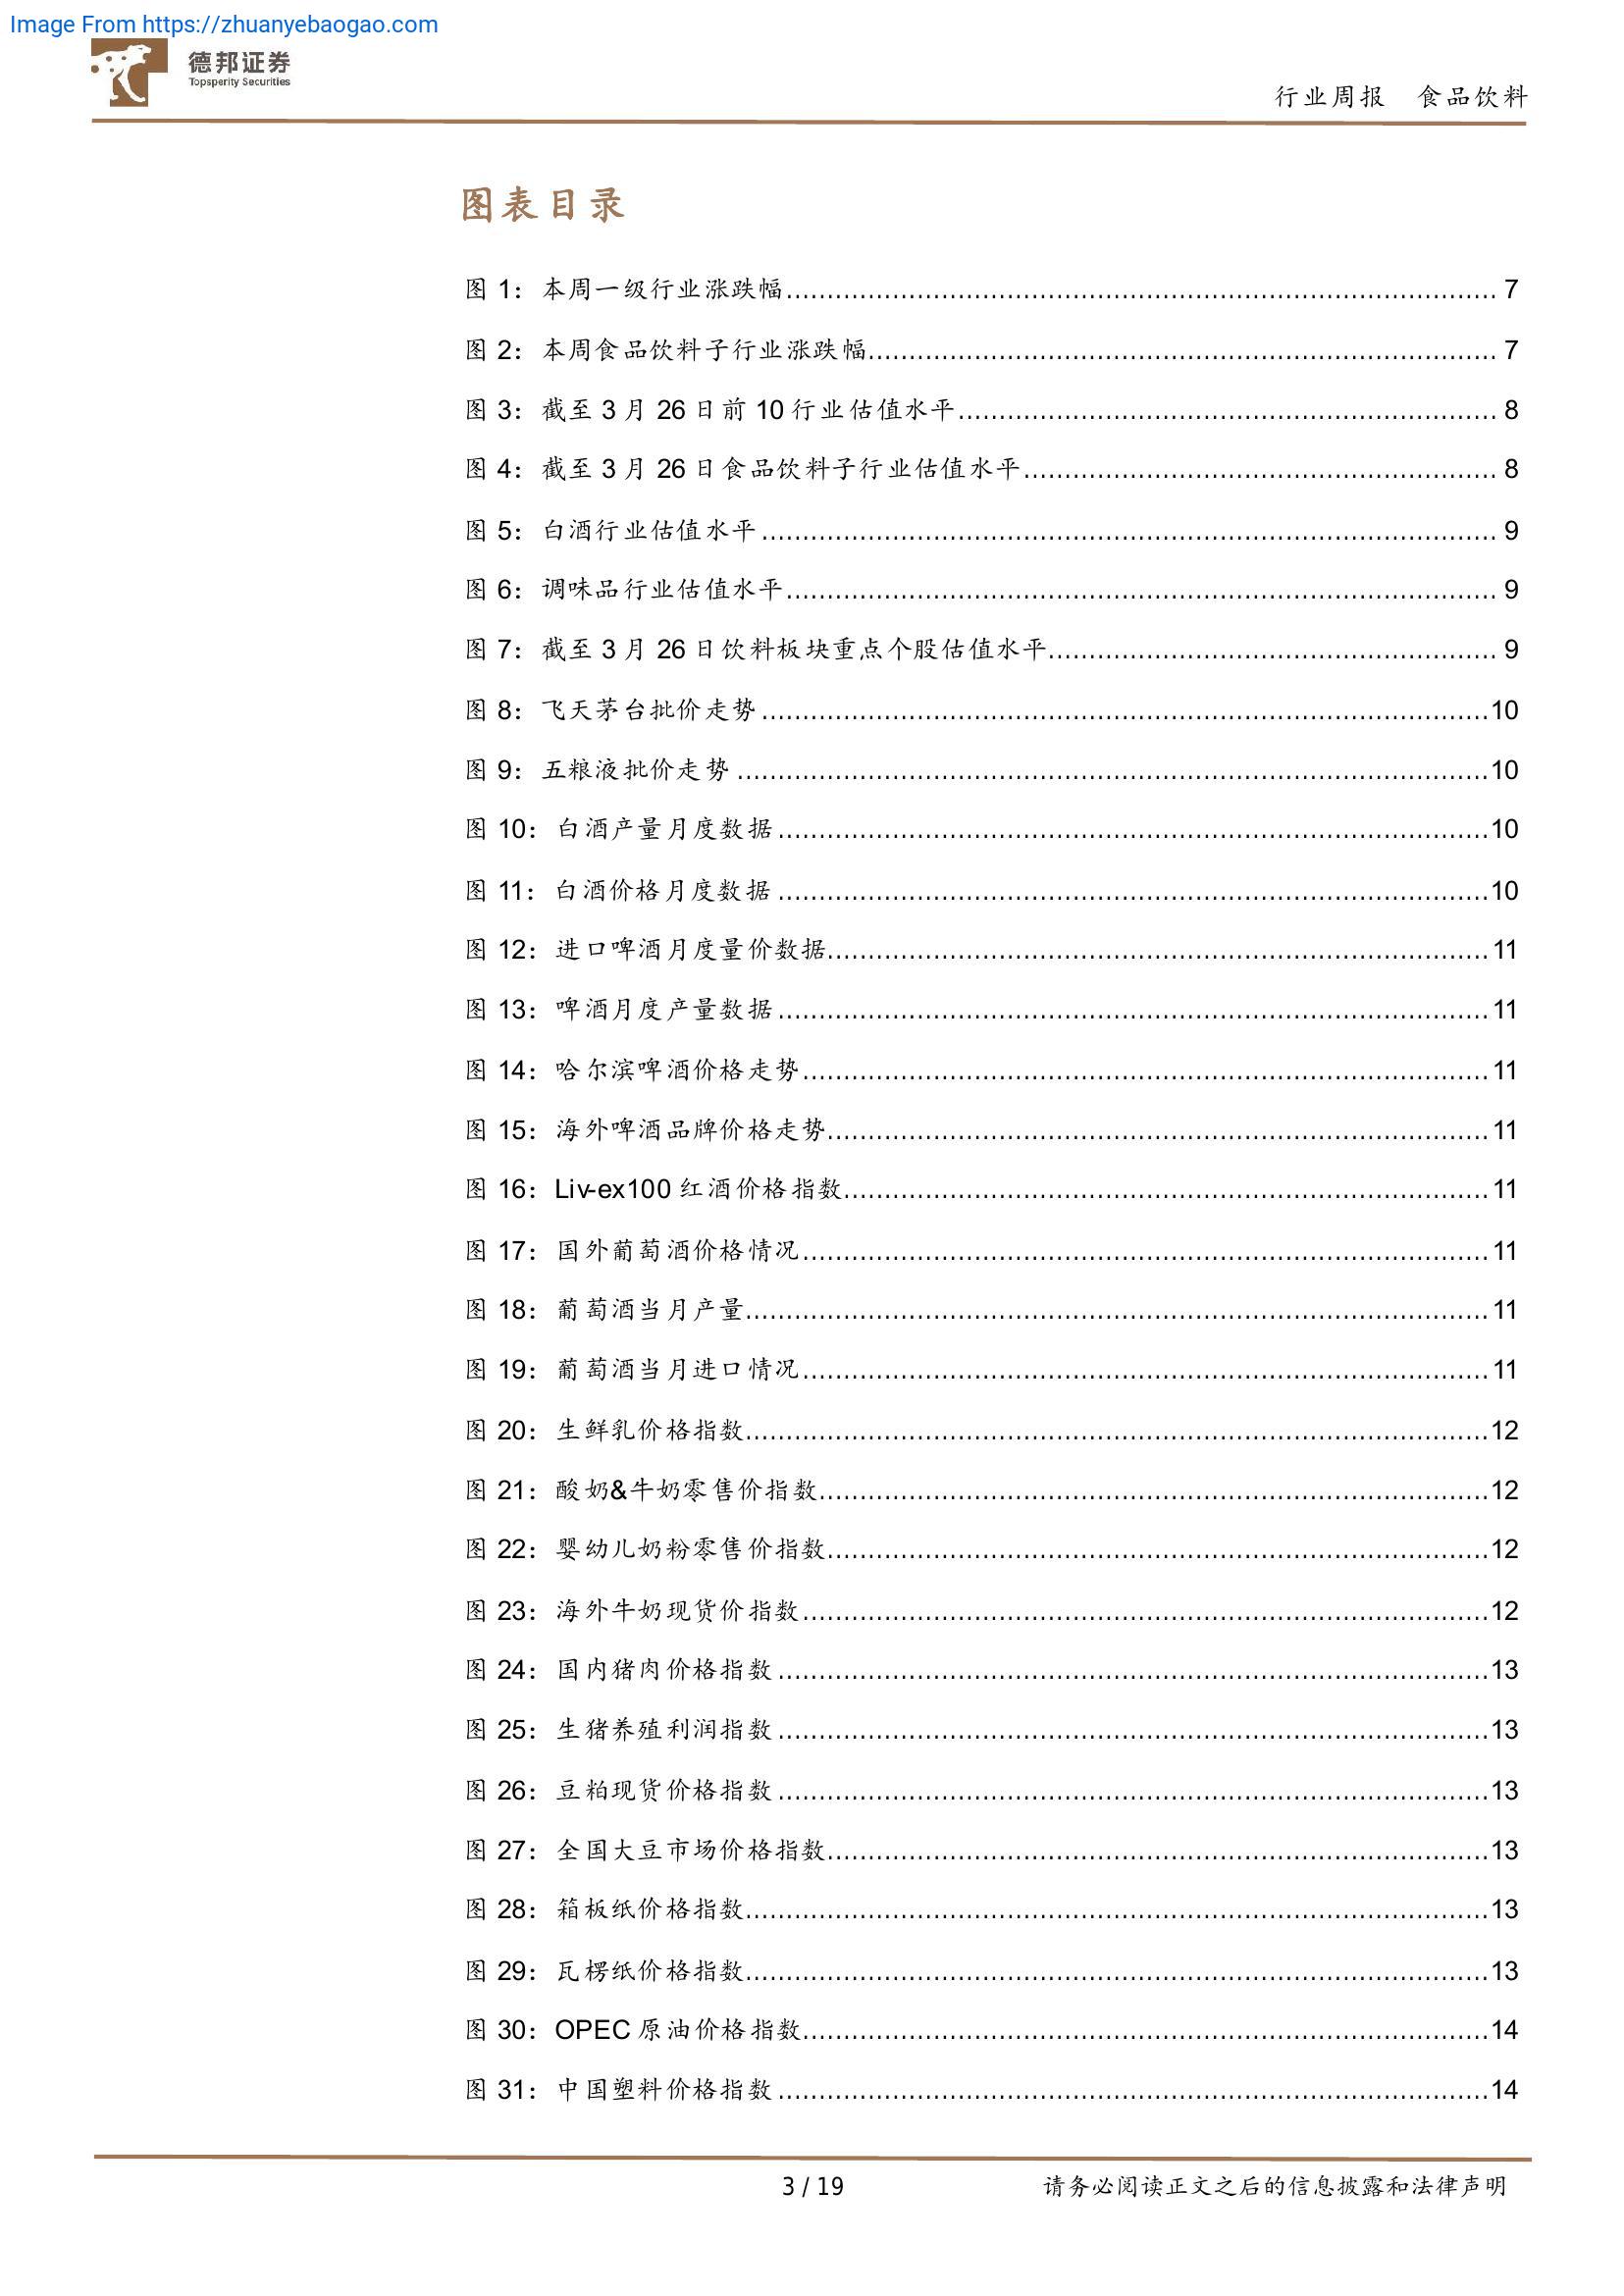 Image From https://zhuanyebaogao.com
德邦证券
Topsperity Securities
行业周报 食品饮料
图表目录
图 1：本周一级行业涨跌幅 7
图 2：本周食品饮料子行业涨跌幅 7
图 3：截至 3 月 26 日前 10 行业估值水平 8
图 4：截至 3 月 26 日食品饮料子行业估值水平 8
图 5：白酒行业估值水平 9
图 6：调味品行业估值水平 9
图 7：截至 3 月 26 日饮料板块重点个股估值水平 9
图 8：飞天茅台批价走势 10
图 9：五粮液批价走势 10
图 10：白酒产量月度数据 10
图 11：白酒价格月度数据 10
图 12：进口啤酒月度量价数据 11
图 13：啤酒月度产量数据 11
图 14：哈尔滨啤酒价格走势 11
图 15：海外啤酒品牌价格走势 11
图 16：Liv-ex100 红酒价格指数 11
图 17：国外葡萄酒价格情况 11
图 18：葡萄酒当月产量 11
图 19：葡萄酒当月进口情况 11
图 20：生鲜乳价格指数 12
图 21：酸奶&牛奶零售价指数 12
图 22：婴幼儿奶粉零售价指数 12
图 23：海外牛奶现货价指数 12
图 24：国内猪肉价格指数 13
图 25：生猪养殖利润指数 13
图 26：豆粕现货价格指数 13
图 27：全国大豆市场价格指数 13
图 28：箱板纸价格指数 13
图 29：瓦楞纸价格指数 13
图 30：OPEC 原油价格指数 14
图 31：中国塑料价格指数 14
3 / 19 请务必阅读正文之后的信息披露和法律声明